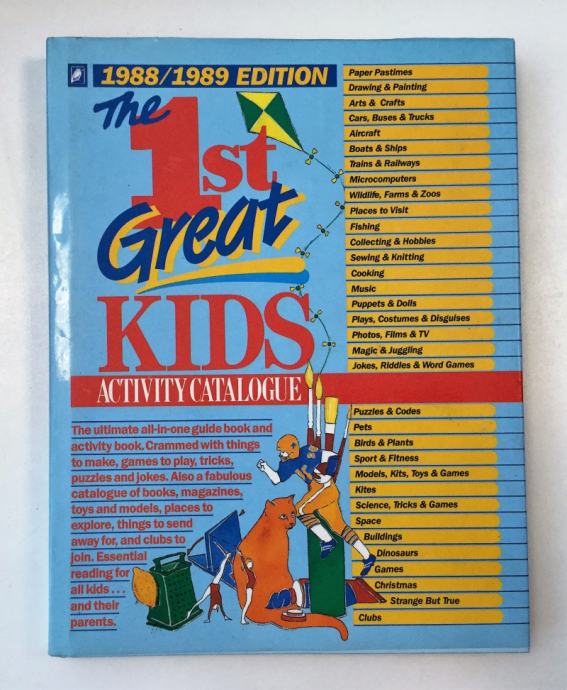 1988/1989 EDITION
The
1st
Great
KIDS
ACTIVITY CATALOGUE
The ultimate all-in-one guide book and
activity book. Crammed with things
to make, games to play, tricks,
puzzles and jokes. Also a fabulous
catalogue of books, magazines,
toys and models, places to
explore, things to send
away for, and clubs to
join. Essential
reading for
all kids . . .
and their
parents.
Paper Pastimes
Drawing & Painting
Arts & Crafts
Cars, Buses & Trucks
Aircraft
Boats & Ships
Trains & Railways
Microcomputers
Wildlife, Farms & Zoos
Places to Visit
Fishing
Collecting & Hobbies
Sewing & Knitting
Cooking
Music
Puppets & Dolls
Plays, Costumes & Disguises
Photos, Films & TV
Magic & Juggling
Jokes, Riddles & Word Games
Puzzles & Codes
Pets
Birds & Plants
Sport & Fitness
Models, Kits, Toys & Games
Kites
Science, Tricks & Games
Space
Buildings
Dinosaurs
Games
Christmas
Strange But True
Clubs